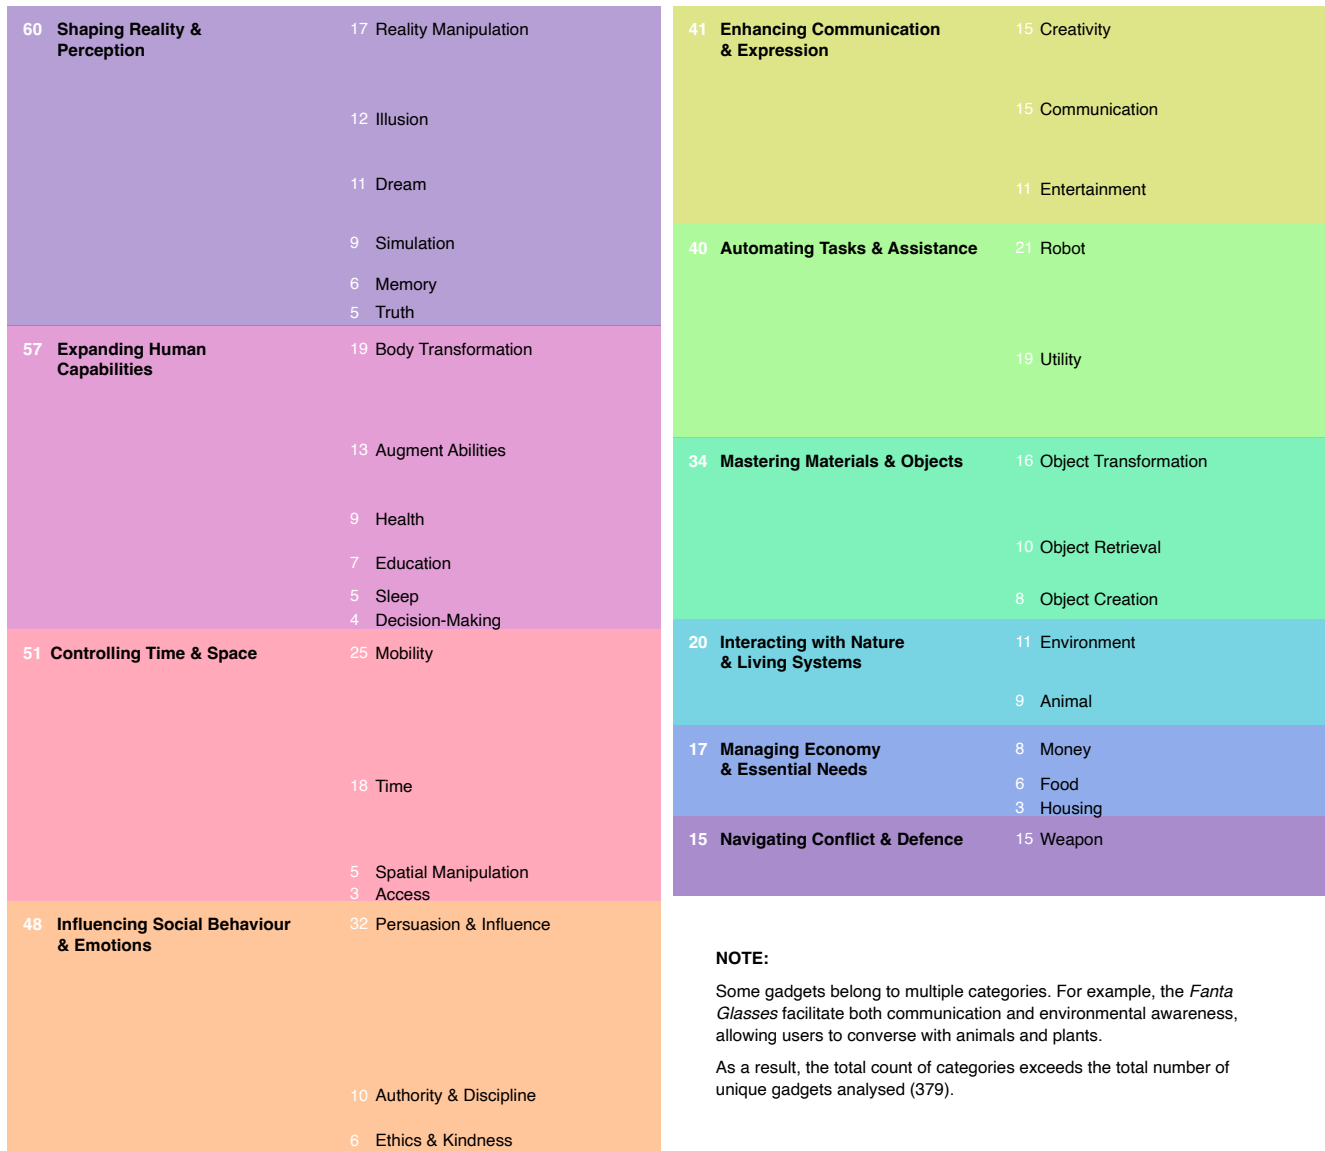 60 Shaping Reality &
Perception
17 Reality Manipulation
12 Illusion
11 Dream
9 Simulation
6 Memory
5 Truth
57 Expanding Human
Capabilities
19 Body Transformation
13 Augment Abilities
9 Health
7 Education
5 Sleep
4 Decision-Making
51 Controlling Time & Space
25 Mobility
18 Time
5 Spatial Manipulation
3 Access
48 Influencing Social Behaviour
& Emotions
32 Persuasion & Influence
10 Authority & Discipline
6 Ethics & Kindness
41 Enhancing Communication
& Expression
15 Creativity
15 Communication
11 Entertainment
40 Automating Tasks & Assistance
21 Robot
19 Utility
34 Mastering Materials & Objects
16 Object Transformation
10 Object Retrieval
8 Object Creation
20 Interacting with Nature
& Living Systems
11 Environment
9 Animal
17 Managing Economy
& Essential Needs
8 Money
6 Food
3 Housing
15 Navigating Conflict & Defence
15 Weapon
NOTE:
Some gadgets belong to multiple categories. For example, the Fanta
Glasses facilitate both communication and environmental awareness,
allowing users to converse with animals and plants.
As a result, the total count of categories exceeds the total number of
unique gadgets analysed (379).